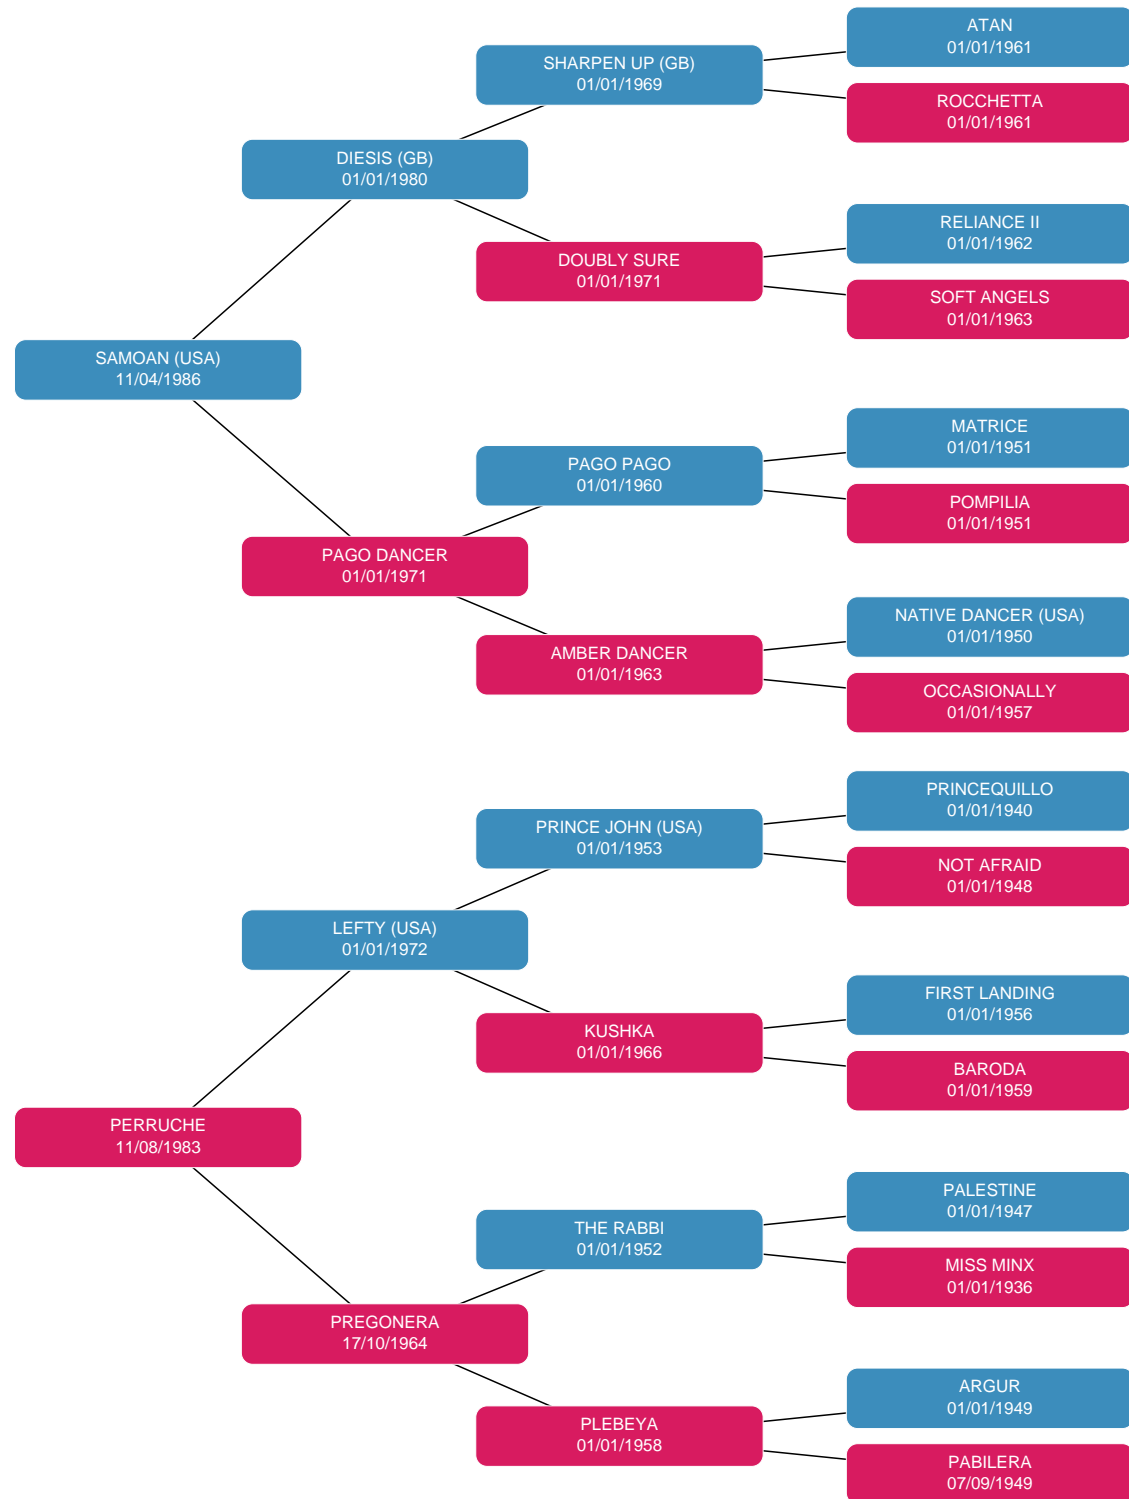 ATAN
01/01/1961
SHARPEN UP (GB)
01/01/1969
ROCCHETTA
01/01/1961
DIESIS (GB)
01/01/1980
RELIANCE II
01/01/1962
DOUBLY SURE
01/01/1971
SOFT ANGELS
01/01/1963
SAMOAN (USA)
11/04/1986
MATRICE
01/01/1951
PAGO PAGO
01/01/1960
POMPILIA
01/01/1951
PAGO DANCER
01/01/1971
NATIVE DANCER (USA)
01/01/1950
AMBER DANCER
01/01/1963
OCCASIONALLY
01/01/1957
PRINCEQUILLO
01/01/1940
PRINCE JOHN (USA)
01/01/1953
NOT AFRAID
01/01/1948
LEFTY (USA)
01/01/1972
FIRST LANDING
01/01/1956
KUSHKA
01/01/1966
BARODA
01/01/1959
PERRUCHE
11/08/1983
PALESTINE
01/01/1947
THE RABBI
01/01/1952
MISS MINX
01/01/1936
PREGONERA
17/10/1964
ARGUR
01/01/1949
PLEBEYA
01/01/1958
PABILERA
07/09/1949